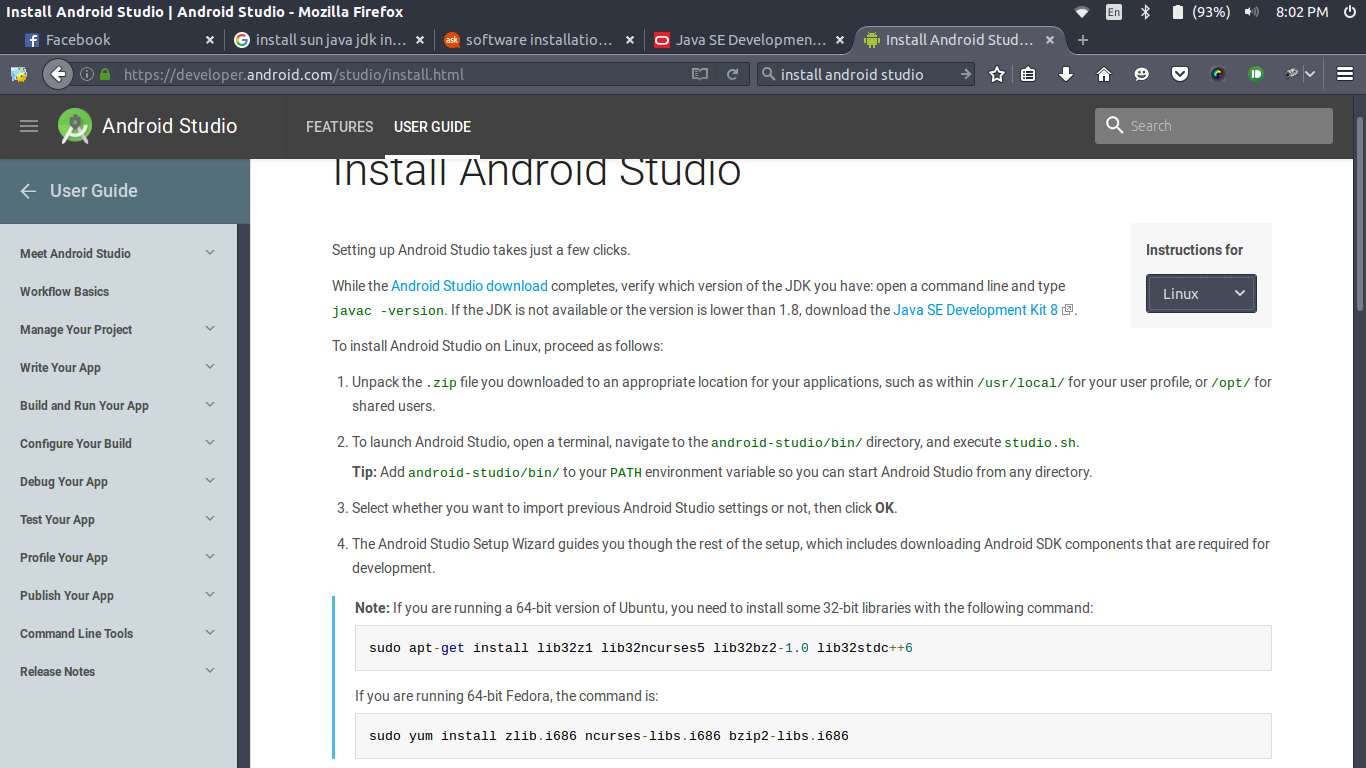 Install Android Studio | Android Studio - Mozilla Firefox
En
(93%)
8:02 PM
Facebook
install sun java jdk in...
software installatio...
Java SE Developmen...
Install Android Stud...
https://developer.android.com/studio/install.html
install android studio
Android Studio
FEATURES
USER GUIDE
Search
User Guide
Meet Android Studio
Workflow Basics
Manage Your Project
Write Your App
Build and Run Your App
Configure Your Build
Debug Your App
Test Your App
Profile Your App
Publish Your App
Command Line Tools
Release Notes
Install Android Studio
Instructions for
Linux
Setting up Android Studio takes just a few clicks.
While the Android Studio download completes, verify which version of the JDK you have: open a command line and type
javac -version. If the JDK is not available or the version is lower than 1.8, download the Java SE Development Kit 8.
To install Android Studio on Linux, proceed as follows:
1. Unpack the .zip file you downloaded to an appropriate location for your applications, such as within /usr/local/ for your user profile, or /opt/ for
shared users.
2. To launch Android Studio, open a terminal, navigate to the android-studio/bin/ directory, and execute studio.sh.
Tip: Add android-studio/bin/ to your PATH environment variable so you can start Android Studio from any directory.
3. Select whether you want to import previous Android Studio settings or not, then click OK.
4. The Android Studio Setup Wizard guides you though the rest of the setup, which includes downloading Android SDK components that are required for
development.
Note: If you are running a 64-bit version of Ubuntu, you need to install some 32-bit libraries with the following command:
sudo apt-get install lib32z1 lib32ncurses5 lib32bz2-1.0 lib32stdc++6
If you are running 64-bit Fedora, the command is:
sudo yum install zlib.i686 ncurses-libs.i686 bzip2-libs.i686